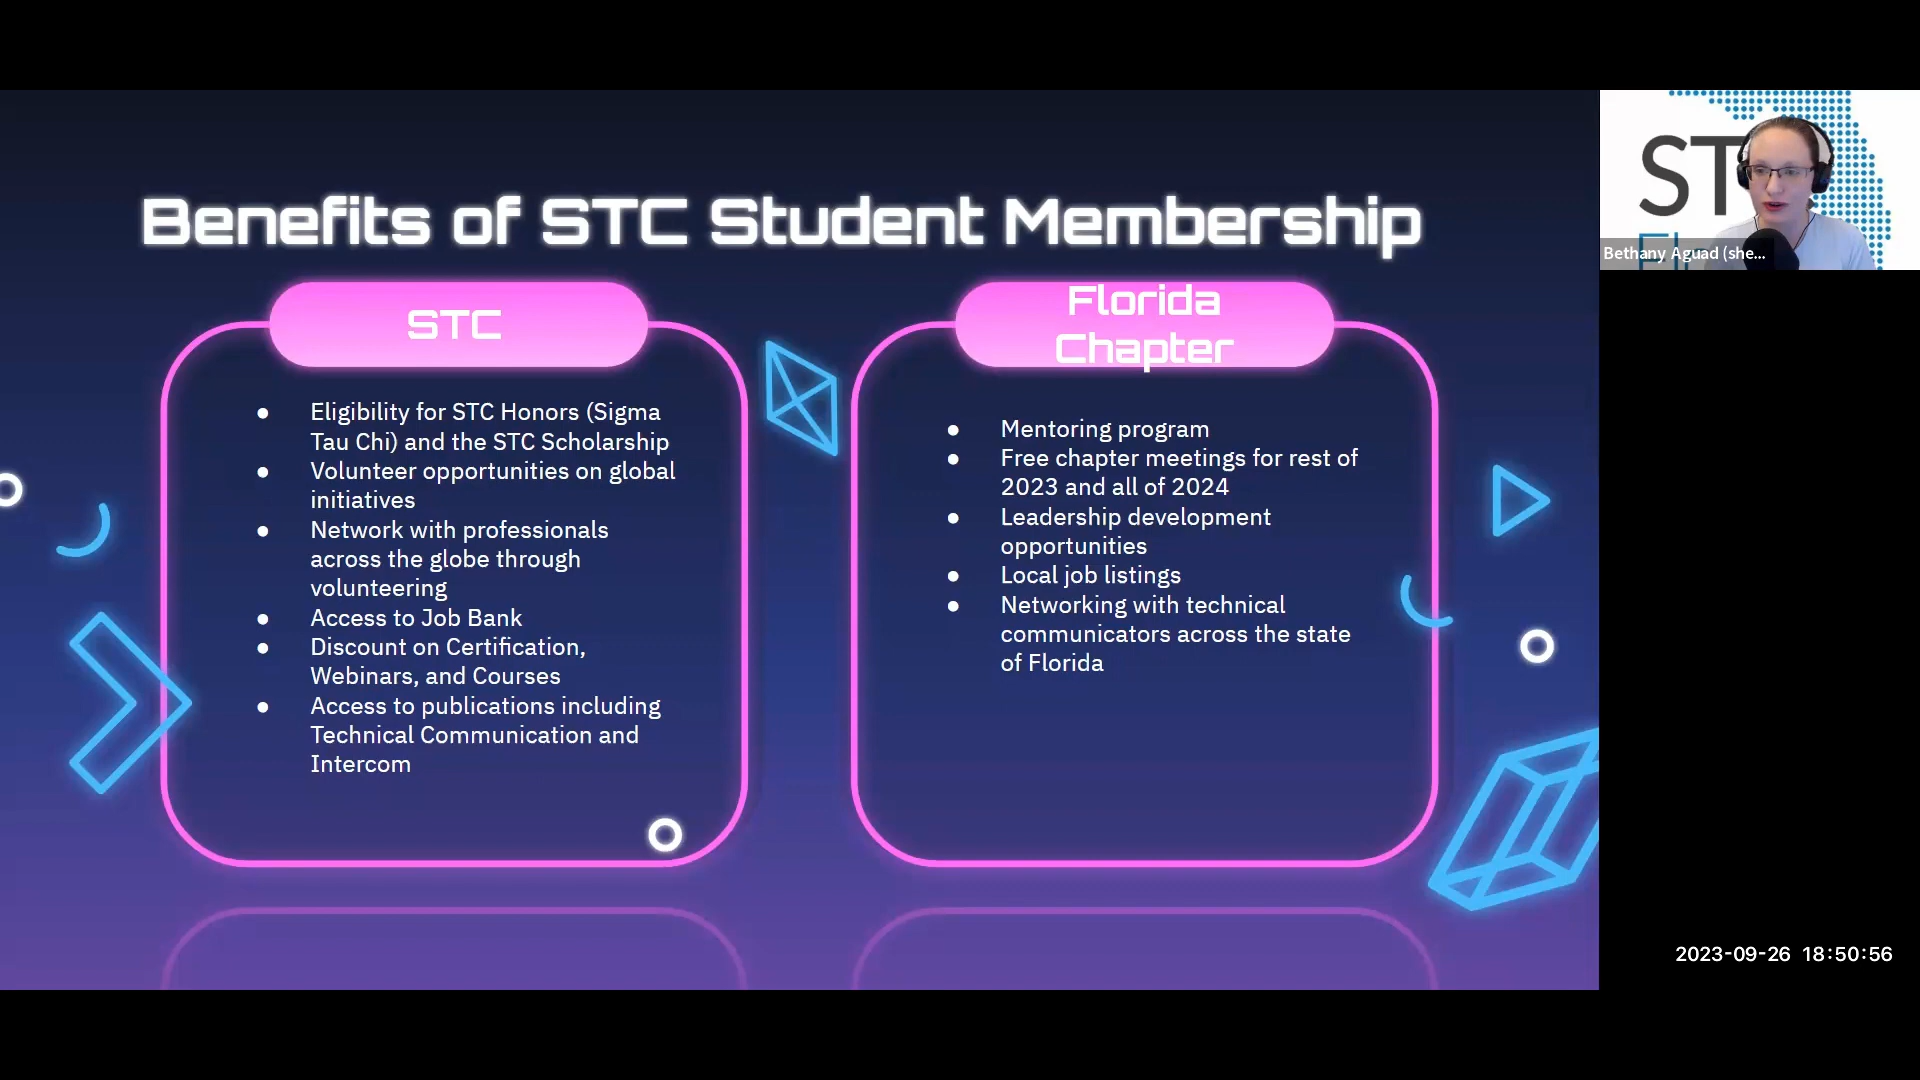 Benefits of STC Student Membership
STC
● Eligibility for STC Honors (Sigma
Tau Chi) and the STC Scholarship
● Volunteer opportunities on global
initiatives
● Network with professionals
across the globe through
volunteering
● Access to Job Bank
● Discount on Certification,
Webinars, and Courses
● Access to publications including
Technical Communication and
Intercom
Florida
Chapter
● Mentoring program
● Free chapter meetings for rest of
2023 and all of 2024
● Leadership development
opportunities
● Local job listings
● Networking with technical
communicators across the state
of Florida
ST
Bethany Aguad (she...
2023-09-26 18:50:56